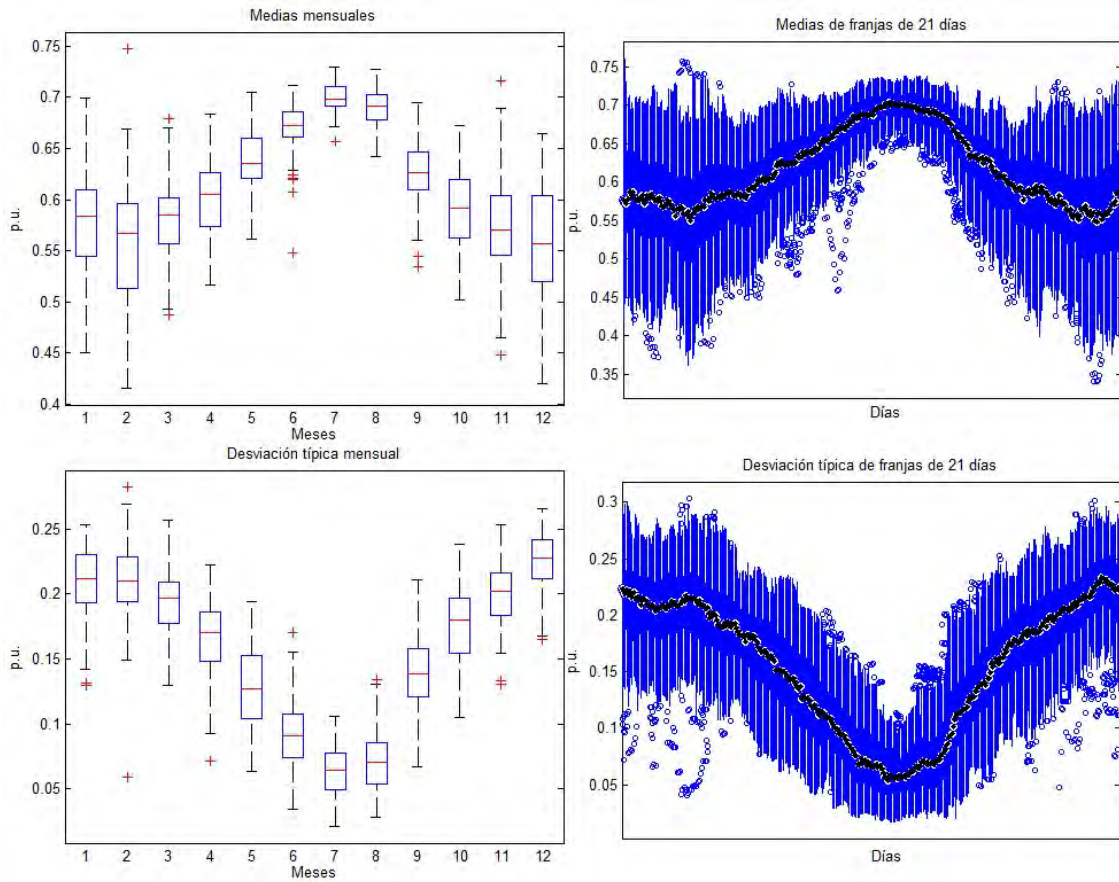 Medias mensuales
p.u.
0.75
0.7
0.65
0.6
0.55
0.5
0.45
0.4
1 2 3 4 5 6 7 8 9 10 11 12
Meses
Medias de franjas de 21 días
p.u.
0.75
0.7
0.65
0.6
0.55
0.5
0.45
0.4
0.35
Días
Desviación típica mensual
p.u.
0.25
0.2
0.15
0.1
0.05
1 2 3 4 5 6 7 8 9 10 11 12
Meses
Desviación típica de franjas de 21 días
p.u.
0.3
0.25
0.2
0.15
0.1
0.05
Días